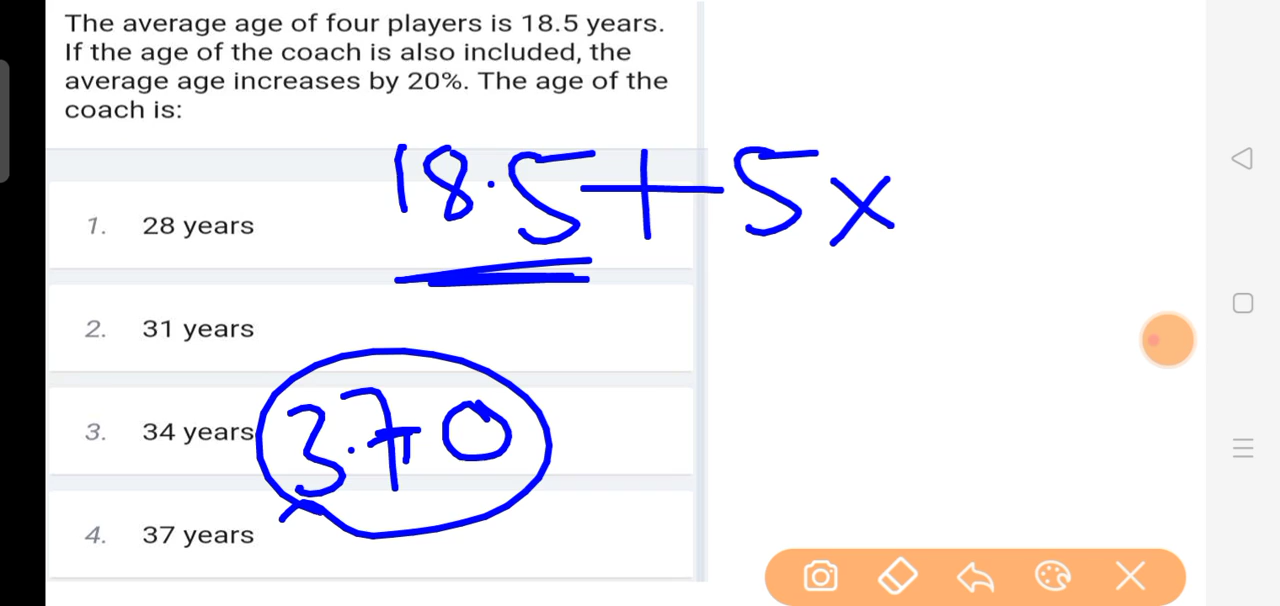 The average age of four players is 18.5 years.
If the age of the coach is also included, the
average age increases by 20%. The age of the
coach is:
18.5+5x
1. 28 years
2. 31 years
3. 34 years
3.70
4. 37 years